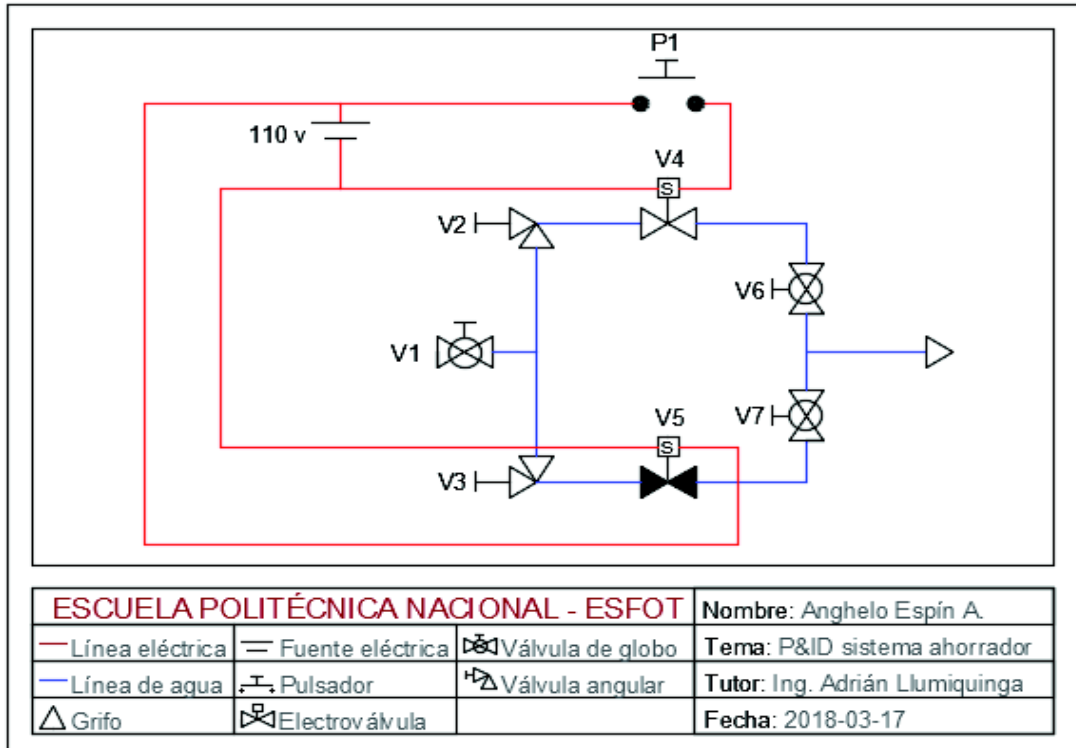 P1
110 v
V4
S
V2
V6
V1
V7
V5
S
V3
ESCUELA POLITÉCNICA NACIONAL - ESFOT
Nombre: Anghelo Espín A.
Línea eléctrica
Fuente eléctrica
Válvula de globo
Tema: P&ID sistema ahorrador
Línea de agua
Pulsador
Válvula angular
Tutor: Ing. Adrián Llumiquinga
Grifo
Electroválvula
Fecha: 2018-03-17